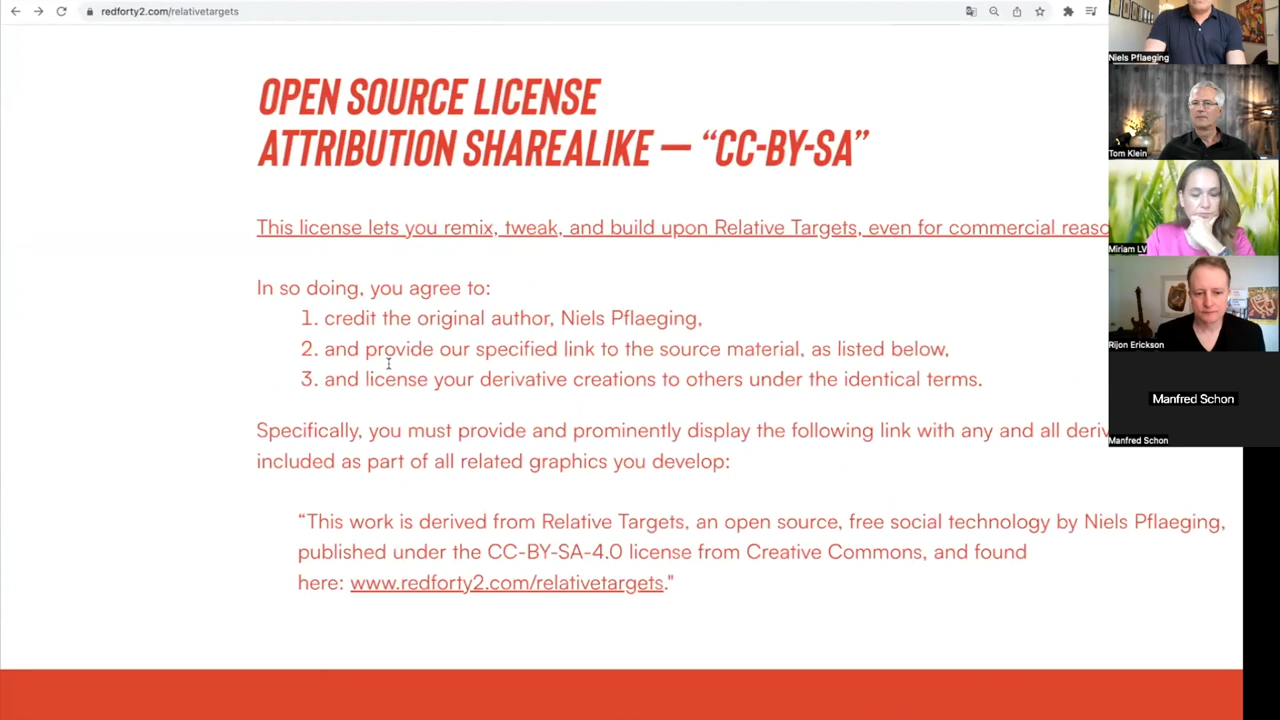 redforty2.com/relativetargets
OPEN SOURCE LICENSE
ATTRIBUTION SHAREALIKE — “CC-BY-SA”
This license lets you remix, tweak, and build upon Relative Targets, even for commercial reaso
In so doing, you agree to:
1. credit the original author, Niels Pflaeging,
2. and provide our specified link to the source material, as listed below,
3. and license your derivative creations to others under the identical terms.
Specifically, you must provide and prominently display the following link with any and all deriv
included as part of all related graphics you develop:
“This work is derived from Relative Targets, an open source, free social technology by Niels Pflaeging,
published under the CC-BY-SA-4.0 license from Creative Commons, and found
here: www.redforty2.com/relativetargets."
Niels Pflaeging
Tom Klein
Miriam LV
Rijon Erickson
Manfred Schon
Manfred Schon